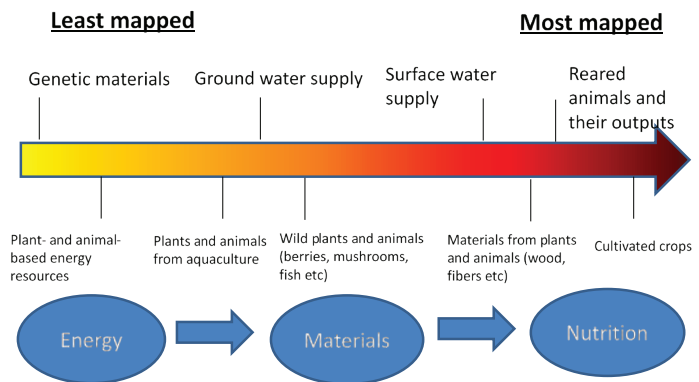 Least mapped
Most mapped
Genetic materials
Ground water supply
Surface water
supply
Reared
animals and
their outputs
Plant- and animal-
based energy
resources
Plants and animals
from aquaculture
Wild plants and animals
(berries, mushrooms,
fish etc)
Materials from plants
and animals (wood,
fibers etc)
Cultivated crops
Energy
Materials
Nutrition